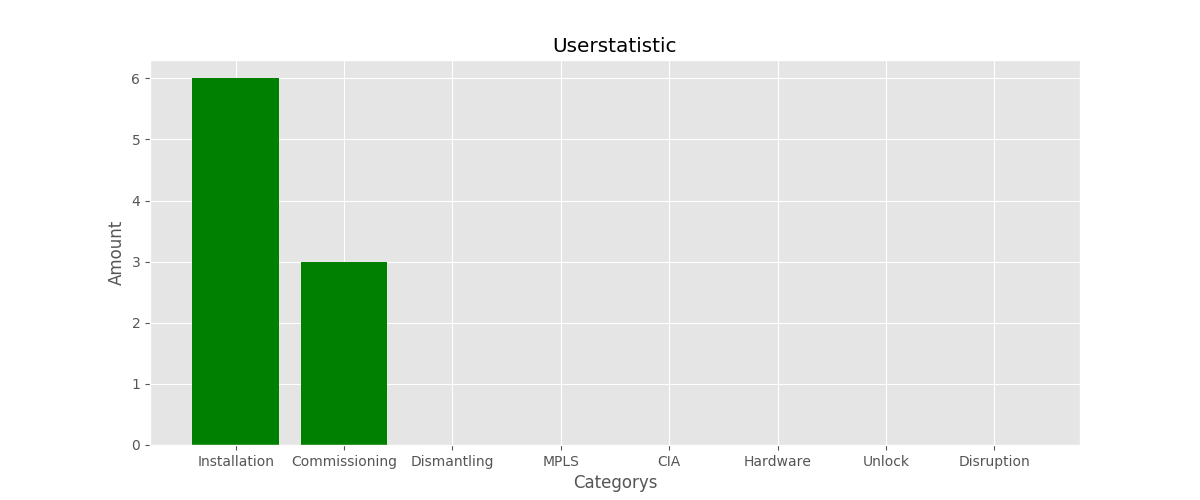 Userstatistic
6
5
4
3
2
1
0
Amount
Installation Commissioning Dismantling MPLS CIA Hardware Unlock Disruption
Categorys